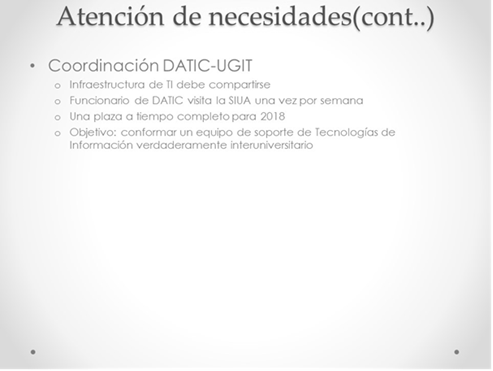 Atención de necesidades(cont..)
• Coordinación DATIC-UGIT
o Infraestructura de TI debe compartirse
o Funcionario de DATIC visita la SIUA una vez por semana
o Una plaza a tiempo completo para 2018
o Objetivo: conformar un equipo de soporte de Tecnologías de
Información verdaderamente interuniversitario